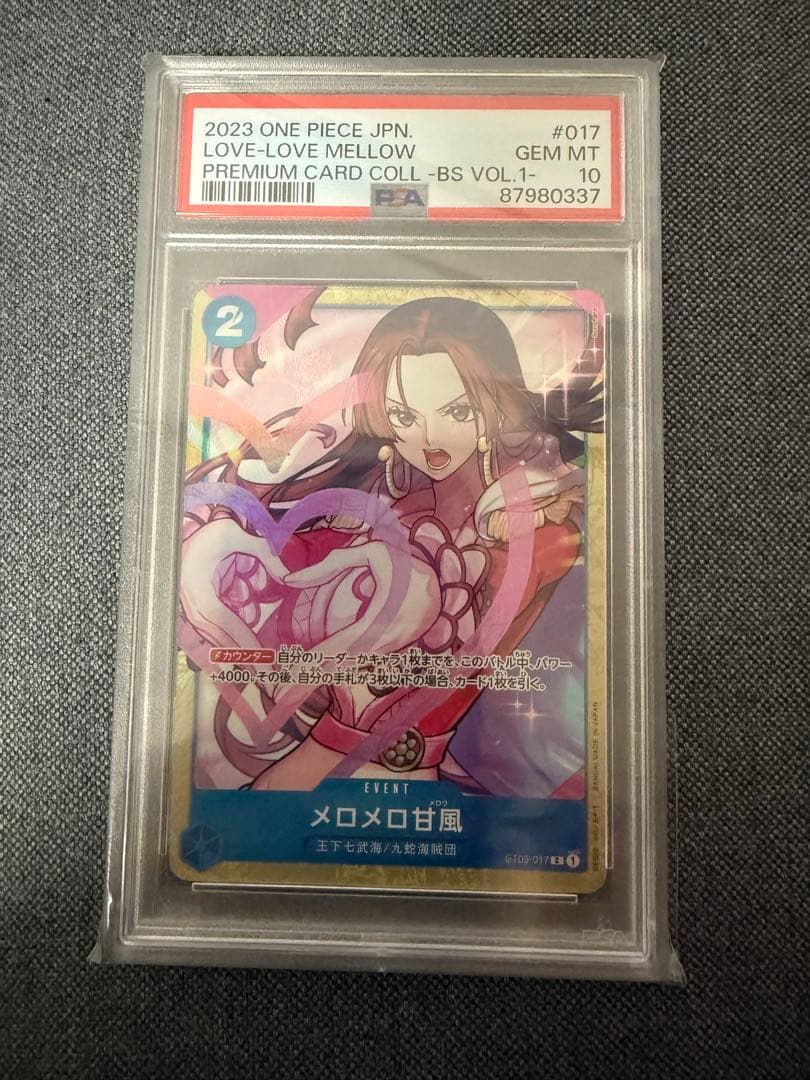 2023 ONE PIECE JPN. #017
LOVE-LOVE MELLOW GEM MT
PREMIUM CARD COLL -BS VOL.1- 10
PSA 87980337
2
カウンター 自分のリーダーかキャラ1枚までを、このバトル中、パワー
+4000。その後、自分の手札が3枚以下の場合、カード1枚を引く。
EVENT
メロウ
メロメロ甘風
王下七武海/九蛇海賊団
ST03-017 C 1
BANDAI MADE IN JAPAN